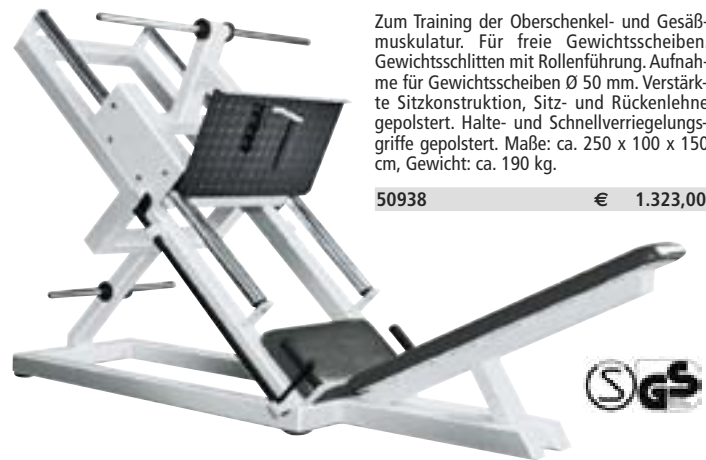 Zum Training der Oberschenkel- und Gesäß-
muskulatur. Für freie Gewichtsscheiben.
Gewichtsschlitten mit Rollenführung. Aufnah-
me für Gewichtsscheiben Ø 50 mm. Verstärk-
te Sitzkonstruktion, Sitz- und Rückenlehne
gepolstert. Halte- und Schnellverriegelungs-
griffe gepolstert. Maße: ca. 250 x 100 x 150
cm, Gewicht: ca. 190 kg.
50938 € 1.323,00
S GS